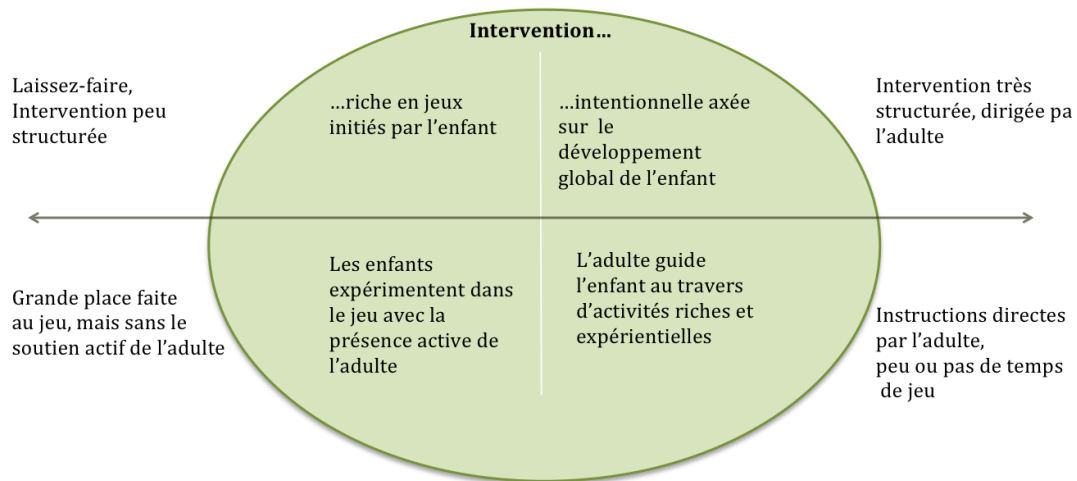 Intervention…
Laissez-faire,
Intervention peu
structurée
…riche en jeux
initiés par l’enfant
…intentionnelle axée
sur le
développement
global de l’enfant
Intervention très
structurée, dirigée pa
l’adulte
Grande place faite
au jeu, mais sans le
soutien actif de l’adulte
Les enfants
expérimentent dans
le jeu avec la
présence active de
l’adulte
L’adulte guide
l’enfant au travers
d’activités riches et
expérientielles
Instructions directes
par l’adulte,
peu ou pas de temps
de jeu